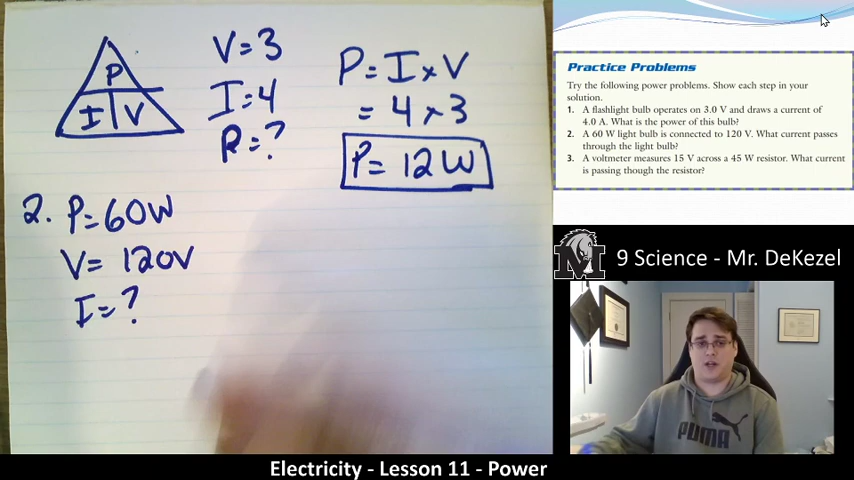 P
I V
V=3
I=4
R=?
P=I×V
=4×3
P=12W
2. P=60W
V=120V
I=?
Practice Problems
Try the following power problems. Show each step in your
solution.
1. A flashlight bulb operates on 3.0 V and draws a current of
4.0 A. What is the power of this bulb?
2. A 60 W light bulb is connected to 120 V. What current passes
through the light bulb?
3. A voltmeter measures 15 V across a 45 W resistor. What current
is passing though the resistor?
M
9 Science - Mr. DeKezel
PUMA
Electricity - Lesson 11 - Power